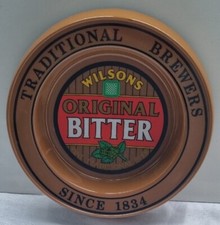 TRADITIONAL BREWERS
WILSONS
ORIGINAL
BITTER
SINCE 1834